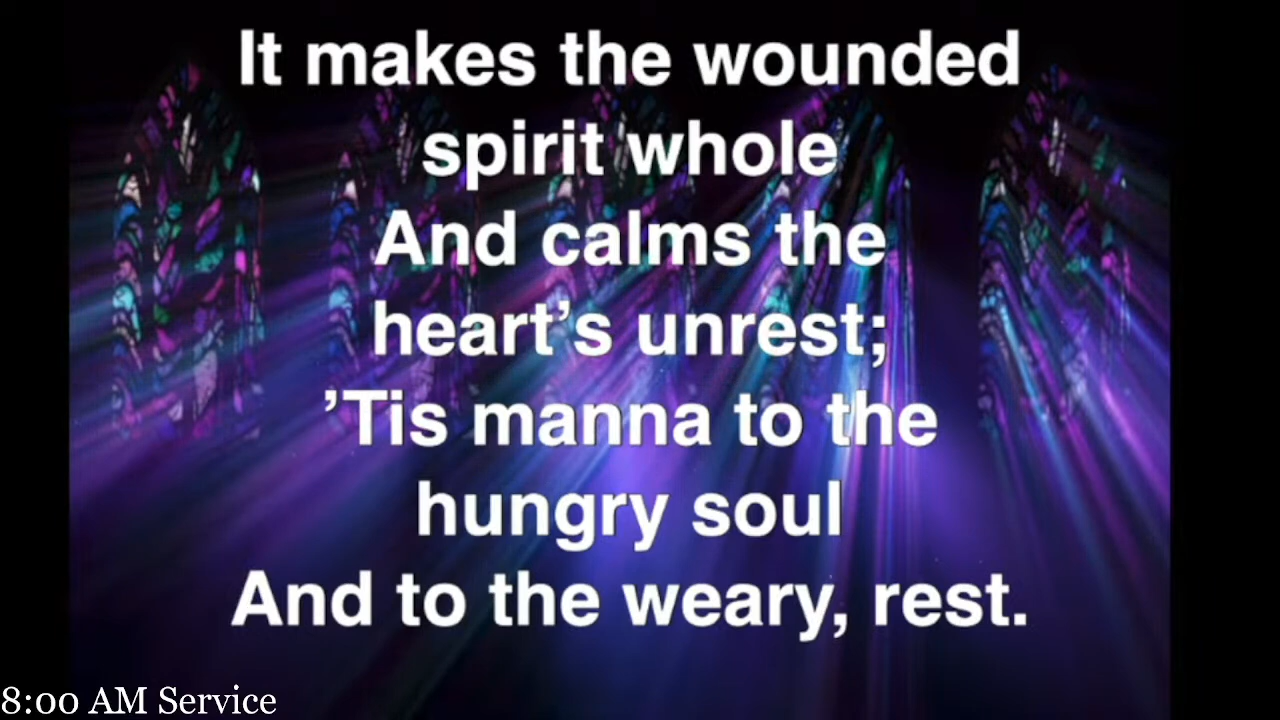 It makes the wounded
spirit whole
And calms the
heart’s unrest;
’Tis manna to the
hungry soul
And to the weary, rest.
8:00 AM Service